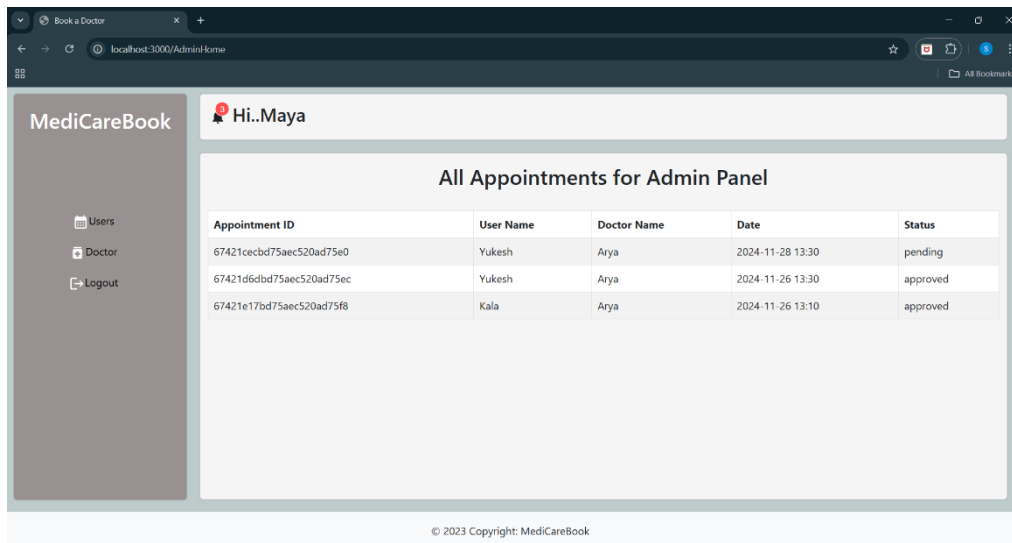 Book a Doctor
localhost:3000/AdminHome
S
All Bookmark
MediCareBook
Users
Doctor
Logout
3
Hi..Maya
All Appointments for Admin Panel
Appointment ID User Name Doctor Name Date Status
67421cecbd75aec520ad75e0 Yukesh Arya 2024-11-28 13:30 pending
67421d6dbd75aec520ad75ec Yukesh Arya 2024-11-26 13:30 approved
67421e17bd75aec520ad75f8 Kala Arya 2024-11-26 13:10 approved
© 2023 Copyright: MediCareBook